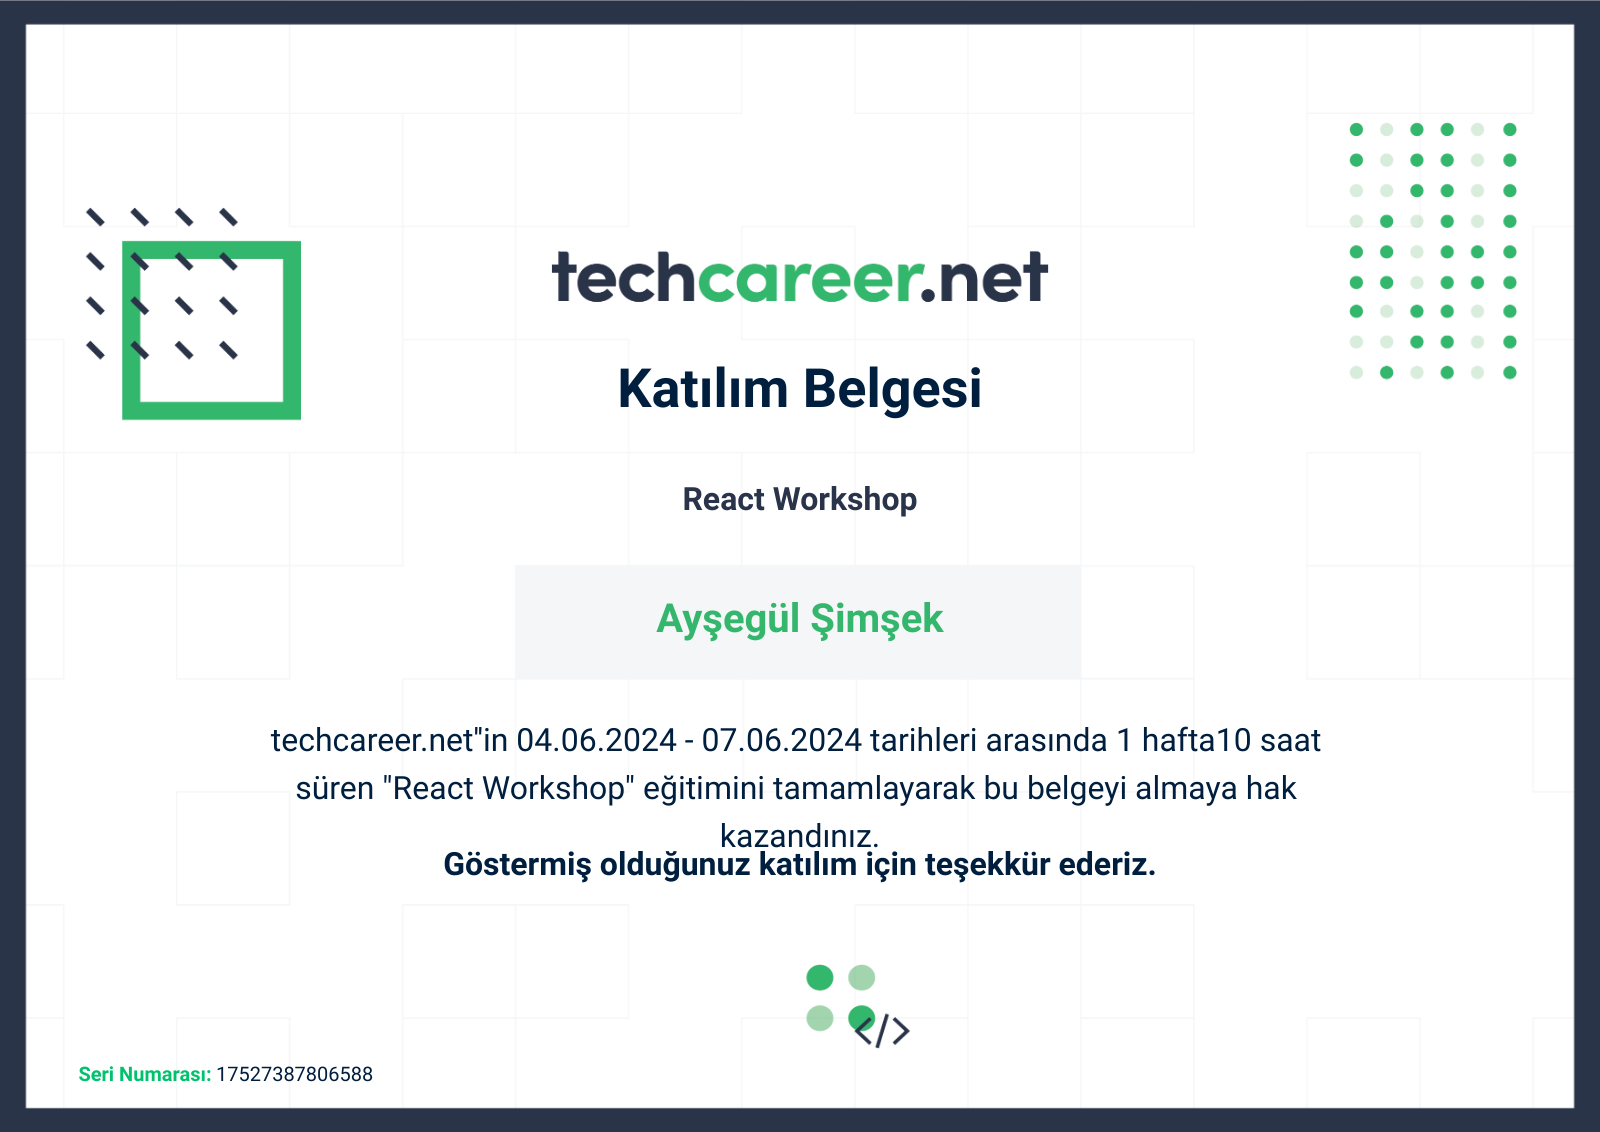 techcareer.net
Katılım Belgesi
React Workshop
Ayşegül Şimşek
techcareer.net"in 04.06.2024 - 07.06.2024 tarihleri arasında 1 hafta10 saat
süren "React Workshop" eğitimini tamamlayarak bu belgeyi almaya hak
kazandınız.
Göstermiş olduğunuz katılım için teşekkür ederiz.
</>
Seri Numarası: 17527387806588